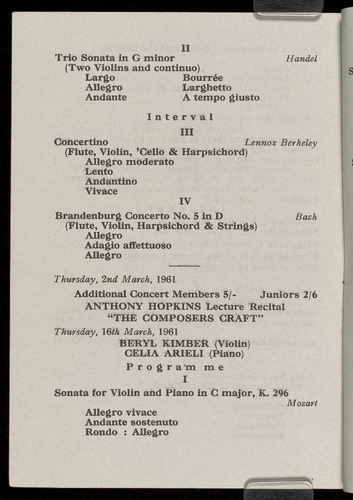 II
Trio Sonata in G minor Handel
(Two Violins and continuo)
Largo Bourrée
Allegro Larghetto
Andante A tempo giusto
Interval
III
Concertino Lennox Berkeley
(Flute, Violin, 'Cello & Harpsichord)
Allegro moderato
Lento
Andantino
Vivace
IV
Brandenburg Concerto No. 5 in D Bach
(Flute, Violin, Harpsichord & Strings)
Allegro
Adagio affettuoso
Allegro
Thursday, 2nd March, 1961
Additional Concert Members 5/- Juniors 2/6
ANTHONY HOPKINS Lecture Recital
"THE COMPOSERS CRAFT"
Thursday, 16th March, 1961
BERYL KIMBER (Violin)
CELIA ARIELI (Piano)
Programme
I
Sonata for Violin and Piano in C major, K. 296
Mozart
Allegro vivace
Andante sostenuto
Rondo : Allegro